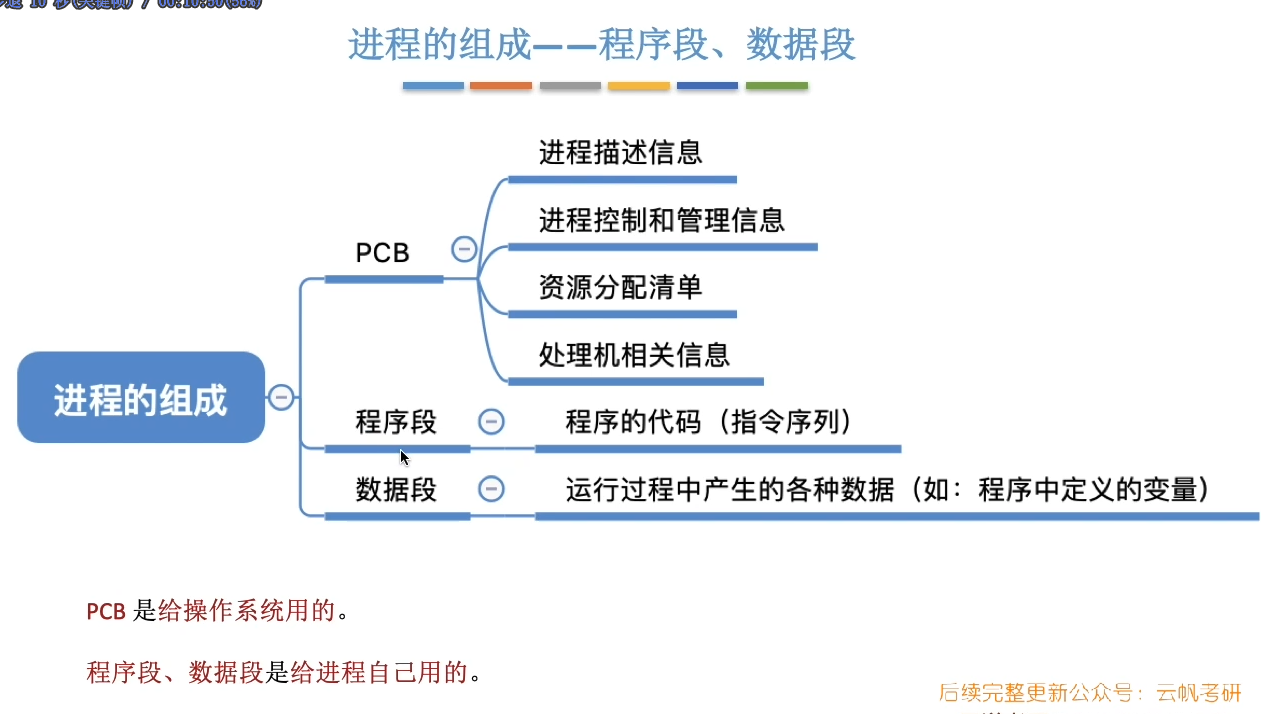 进程的组成——程序段、数据段
进程描述信息
进程控制和管理信息
PCB
资源分配清单
处理机相关信息
进程的组成
程序段
程序的代码（指令序列）
数据段
运行过程中产生的各种数据（如：程序中定义的变量）
PCB 是给操作系统用的。
程序段、数据段是给进程自己用的。
后续完整更新公众号：云帆考研